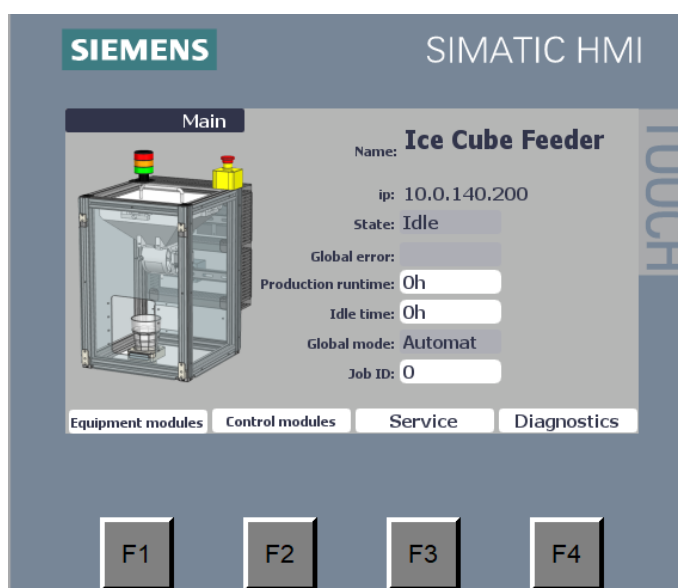 SIEMENS
SIMATIC HMI
TOUCH
Main
Name: Ice Cube Feeder
ip: 10.0.140.200
State: Idle
Global error:
Production runtime: 0h
Idle time: 0h
Global mode: Automat
Job ID: 0
Equipment modules Control modules Service Diagnostics
F1 F2 F3 F4